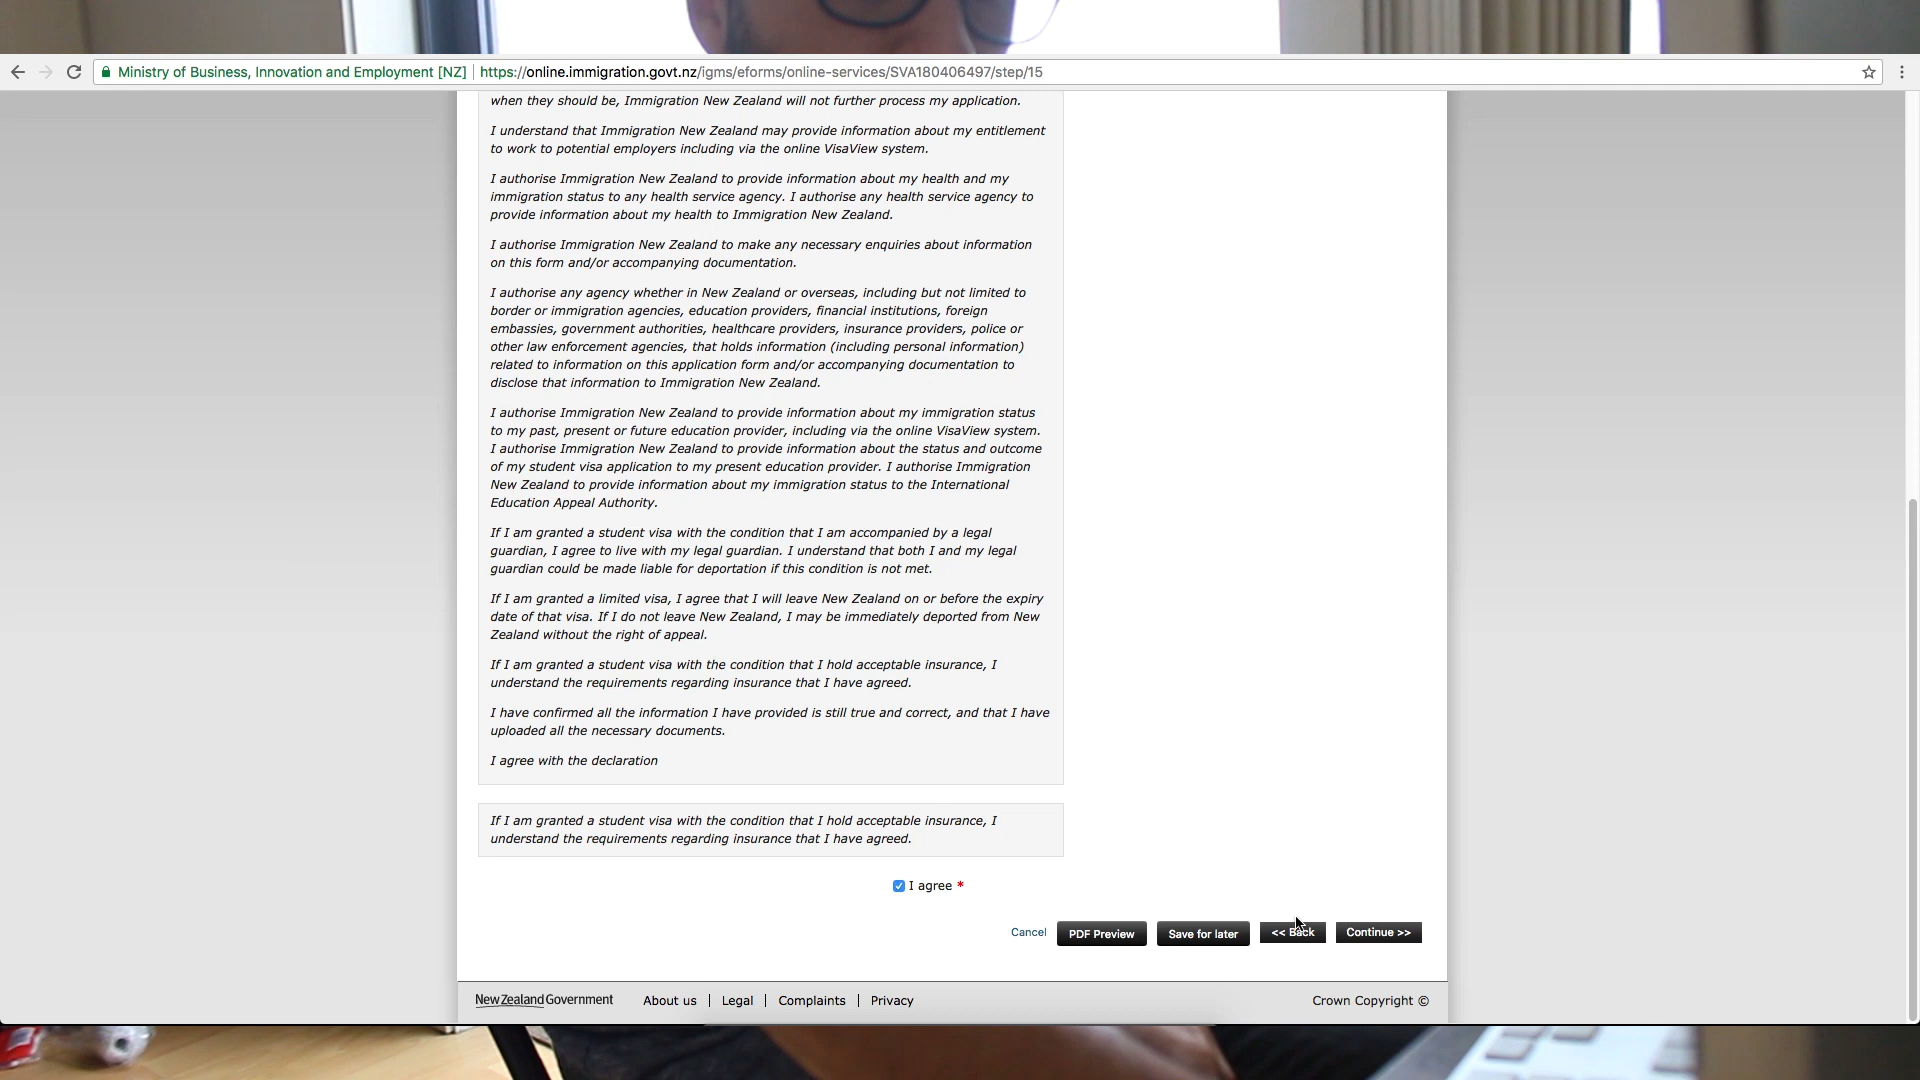 Ministry of Business, Innovation and Employment [NZ] https://online.immigration.govt.nz/igms/eforms/online-services/SVA180406497/step/15
when they should be, Immigration New Zealand will not further process my application.
I understand that Immigration New Zealand may provide information about my entitlement
to work to potential employers including via the online VisaView system.
I authorise Immigration New Zealand to provide information about my health and my
immigration status to any health service agency. I authorise any health service agency to
provide information about my health to Immigration New Zealand.
I authorise Immigration New Zealand to make any necessary enquiries about information
on this form and/or accompanying documentation.
I authorise any agency whether in New Zealand or overseas, including but not limited to
border or immigration agencies, education providers, financial institutions, foreign
embassies, government authorities, healthcare providers, insurance providers, police or
other law enforcement agencies, that holds information (including personal information)
related to information on this application form and/or accompanying documentation to
disclose that information to Immigration New Zealand.
I authorise Immigration New Zealand to provide information about my immigration status
to my past, present or future education provider, including via the online VisaView system.
I authorise Immigration New Zealand to provide information about the status and outcome
of my student visa application to my present education provider. I authorise Immigration
New Zealand to provide information about my immigration status to the International
Education Appeal Authority.
If I am granted a student visa with the condition that I am accompanied by a legal
guardian, I agree to live with my legal guardian. I understand that both I and my legal
guardian could be made liable for deportation if this condition is not met.
If I am granted a limited visa, I agree that I will leave New Zealand on or before the expiry
date of that visa. If I do not leave New Zealand, I may be immediately deported from New
Zealand without the right of appeal.
If I am granted a student visa with the condition that I hold acceptable insurance, I
understand the requirements regarding insurance that I have agreed.
I have confirmed all the information I have provided is still true and correct, and that I have
uploaded all the necessary documents.
I agree with the declaration
If I am granted a student visa with the condition that I hold acceptable insurance, I
understand the requirements regarding insurance that I have agreed.
I agree *
Cancel PDF Preview Save for later << Back Continue >>
New Zealand Government About us | Legal | Complaints | Privacy Crown Copyright ©